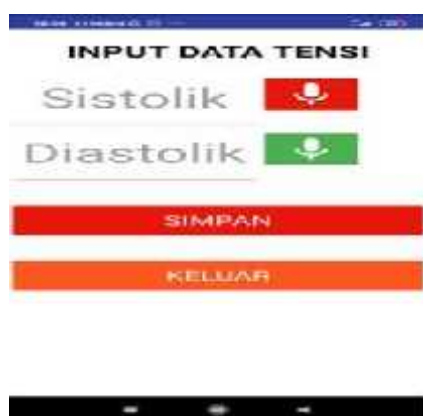 INPUT DATA TENSI
Sistolik
Diastolik
SIMPAN
KELUAR